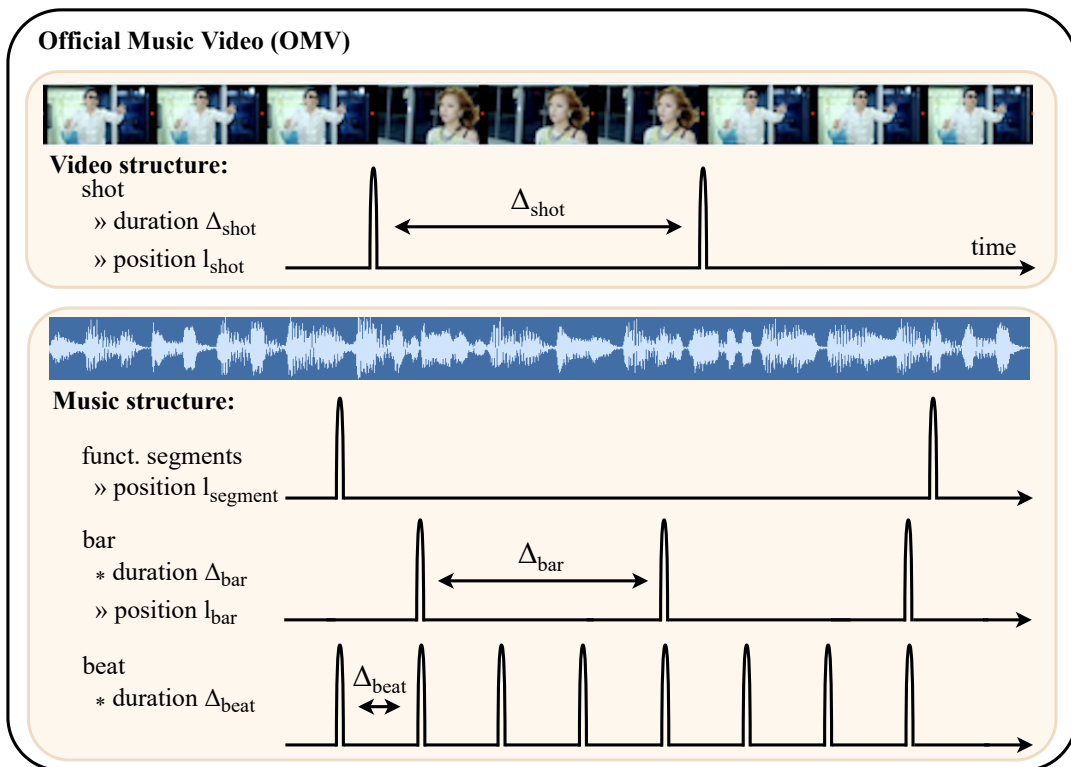 Official Music Video (OMV)
Video structure:
shot
» duration Δshot
» position lshot
Δshot
time
Music structure:
funct. segments
» position lsegment
bar
* duration Δbar
» position lbar
Δbar
beat
* duration Δbeat
Δbeat